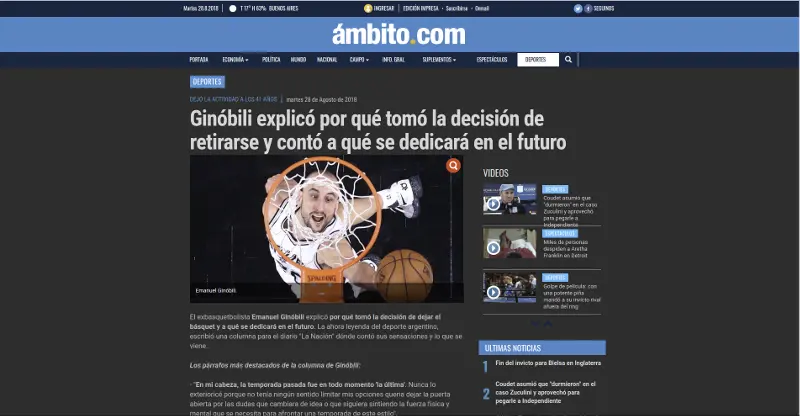 Martes 28.8.2018
T 17° H 63% BUENOS AIRES
INGRESAR
EDICIÓN IMPRESA • Suscribirse • Ovmail
SEGUINOS
ámbito.com
PORTADA ECONOMÍA POLÍTICA MUNDO NACIONAL CAMPO INFO. GRAL SUPLEMENTOS ESPECTÁCULOS DEPORTES
DEPORTES
DEJÓ LA ACTIVIDAD A LOS 41 AÑOS | martes 28 de Agosto de 2018
Ginóbili explicó por qué tomó la decisión de
retirarse y contó a qué se dedicará en el futuro
SPALDING
Emanuel Ginóbili
El exbasquetbolista Emanuel Ginóbili explicó por qué tomó la decisión de dejar el
básquet y a qué se dedicará en el futuro. La ahora leyenda del deporte argentino,
escribió una columna para el diario "La Nación" dónde contó sus sensaciones y lo que se
viene.
Los párrafos más destacados de la columna de Ginóbili:
- "En mi cabeza, la temporada pasada fue en todo momento 'la última'. Nunca lo
exterioricé porque no tenía ningún sentido limitar mis opciones quería dejar la puerta
abierta por las dudas que cambiara de idea o que siguiera sintiendo la fuerza física y
mental que se necesita para afrontar una temporada de este estilo".
VIDEOS
DEPORTES
Coudet asumió que
"durmieron" en el caso
Zuculini y aprovechó
para pegarle a
Independiente
ESPECTÁCULOS
Miles de personas
despiden a Aretha
Franklin en Detroit
DEPORTES
Golpe de película: con
una potente piña
mandó a su invicto rival
afuera del ring
ULTIMAS NOTICIAS
1 Fin del invicto para Bielsa en Inglaterra
2 Coudet asumió que "durmieron" en el
caso Zuculini y aprovechó para
pegarle a Independiente